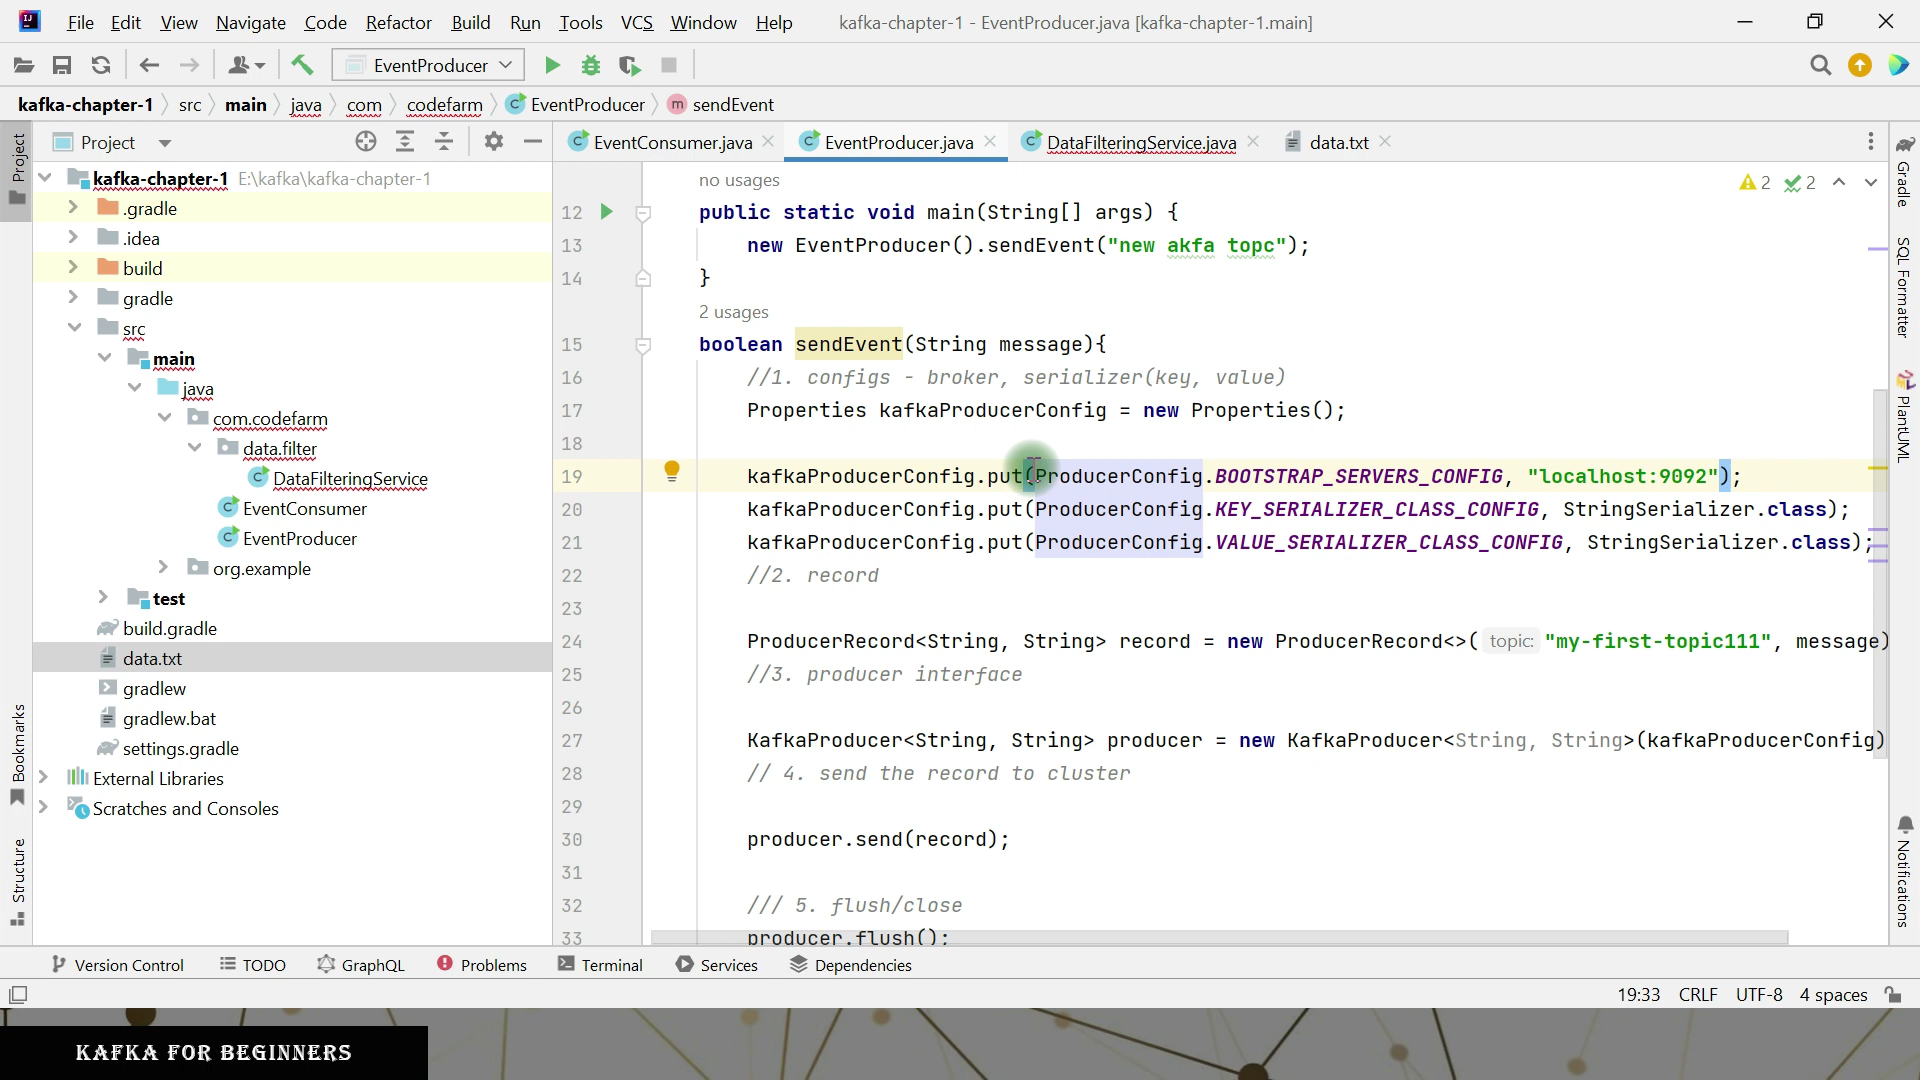 File Edit View Navigate Code Refactor Build Run Tools VCS Window Help kafka-chapter-1 - EventProducer.java [kafka-chapter-1.main]
EventProducer
kafka-chapter-1 src main java com codefarm EventProducer sendEvent
Project
EventConsumer.java EventProducer.java DataFilteringService.java data.txt
Project
kafka-chapter-1 E:\kafka\kafka-chapter-1
.gradle
.idea
build
gradle
src
main
java
com.codefarm
data.filter
DataFilteringService
EventConsumer
EventProducer
org.example
test
build.gradle
data.txt
gradlew
gradlew.bat
settings.gradle
External Libraries
Scratches and Consoles
Bookmarks
Structure
no usages
2 2
12 public static void main(String[] args) {
13 new EventProducer().sendEvent("new akfa topc");
14 }
2 usages
15 boolean sendEvent(String message){
16 //1. configs - broker, serializer(key, value)
17 Properties kafkaProducerConfig = new Properties();
18
19 kafkaProducerConfig.put(ProducerConfig.BOOTSTRAP_SERVERS_CONFIG, "localhost:9092");
20 kafkaProducerConfig.put(ProducerConfig.KEY_SERIALIZER_CLASS_CONFIG, StringSerializer.class);
21 kafkaProducerConfig.put(ProducerConfig.VALUE_SERIALIZER_CLASS_CONFIG, StringSerializer.class);
22 //2. record
23
24 ProducerRecord<String, String> record = new ProducerRecord<>( topic: "my-first-topic111", message)
25 //3. producer interface
26
27 KafkaProducer<String, String> producer = new KafkaProducer<String, String>(kafkaProducerConfig)
28 // 4. send the record to cluster
29
30 producer.send(record);
31
32 /// 5. flush/close
33 producer.flush();
Gradle
SQL Formatter
PlantUML
Notifications
Version Control TODO GraphQL Problems Terminal Services Dependencies
19:33 CRLF UTF-8 4 spaces
KAFKA FOR BEGINNERS